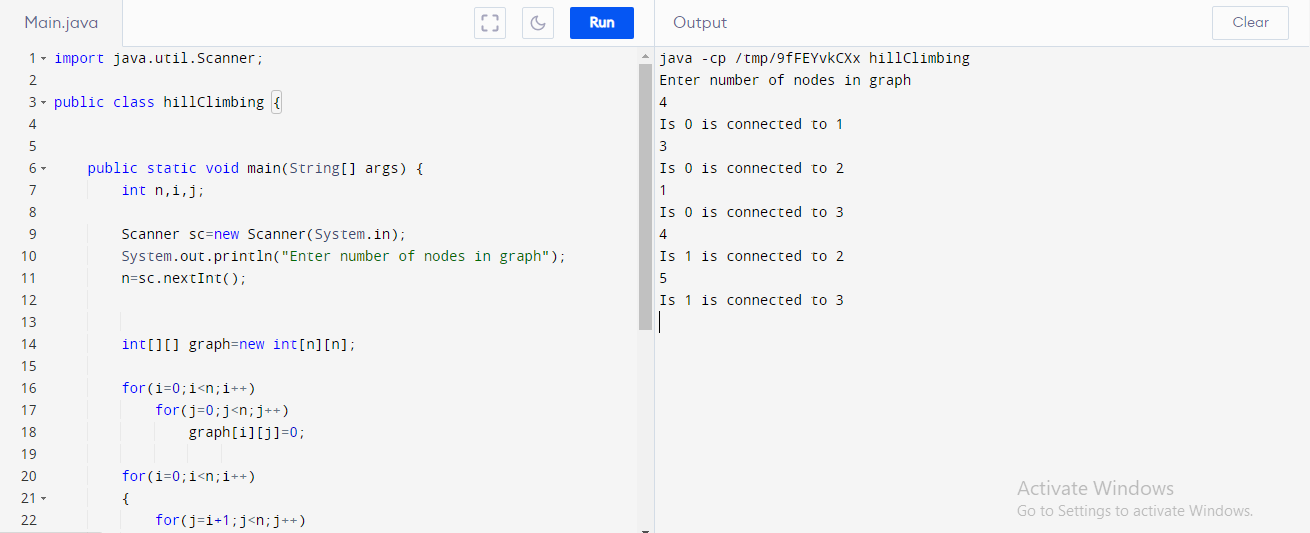 Main.java
Run
1 import java.util.Scanner;
2
3 public class hillClimbing {
4
5
6 public static void main(String[] args) {
7 int n,i,j;
8
9 Scanner sc=new Scanner(System.in);
10 System.out.println("Enter number of nodes in graph");
11 n=sc.nextInt();
12
13
14 int[][] graph=new int[n][n];
15
16 for(i=0;i<n;i++)
17 for(j=0;j<n;j++)
18 graph[i][j]=0;
19
20 for(i=0;i<n;i++)
21 {
22 for(j=i+1;j<n;j++)
Output
Clear
java -cp /tmp/9fFEYvkCXx hillClimbing
Enter number of nodes in graph
4
Is 0 is connected to 1
3
Is 0 is connected to 2
1
Is 0 is connected to 3
4
Is 1 is connected to 2
5
Is 1 is connected to 3
Activate Windows
Go to Settings to activate Windows.